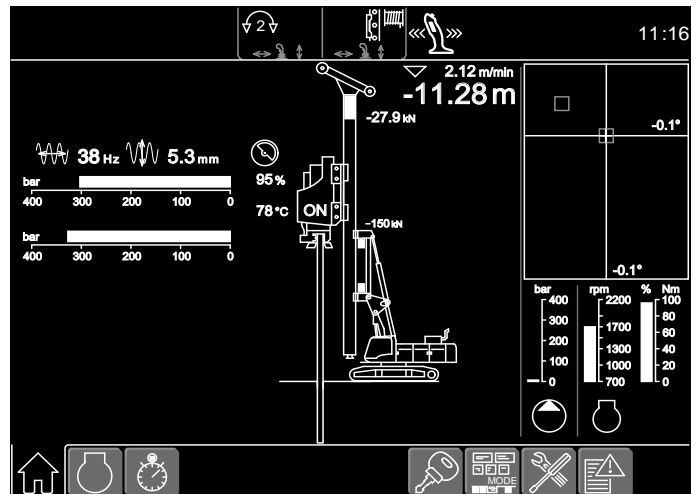 2
11:16
2.12 m/min
-11.28 m
-27.9 kN
-0.1°
38 Hz 5.3 mm
95 %
bar
400 300 200 100 0
78 °C
ON
-150 kN
bar
400 300 200 100 0
-0.1°
bar rpm % Nm
400 2200 100
80
300 1700 60
200 1300 40
100 1000 20
0 700 0
MODE